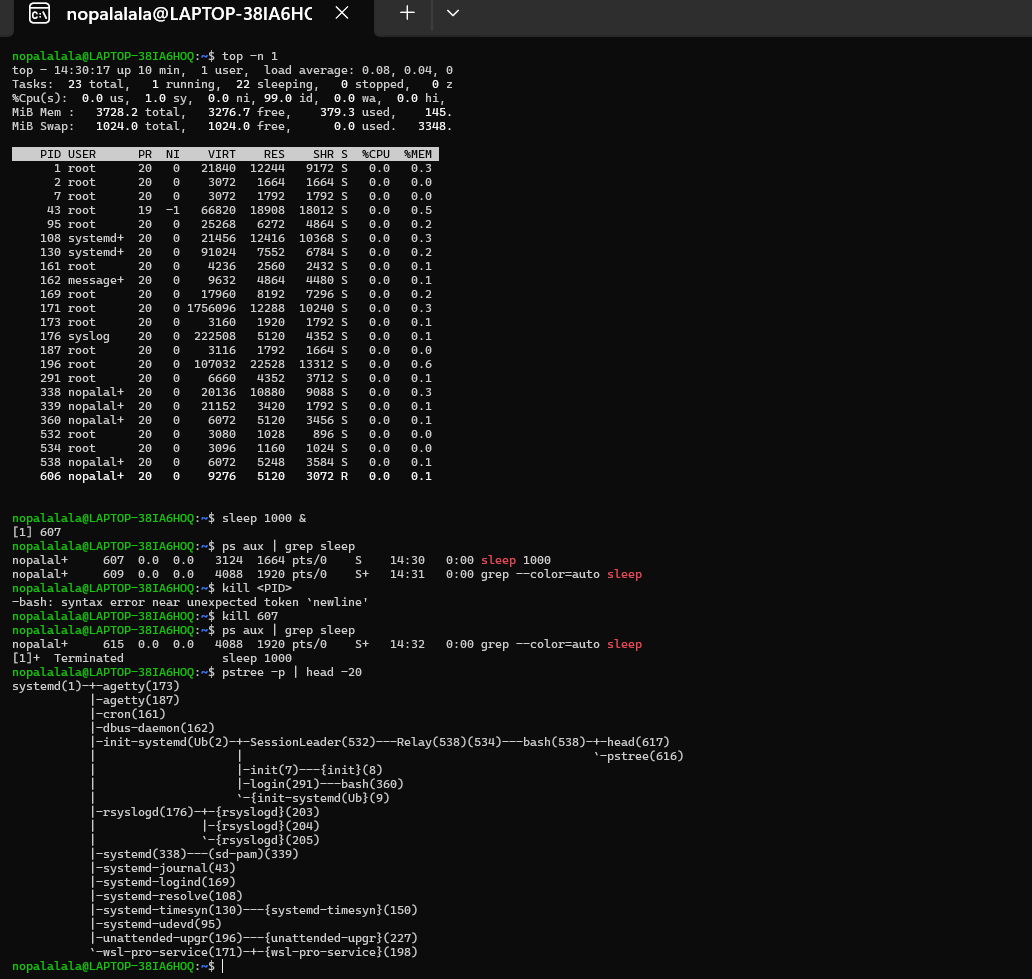 nopalalala@LAPTOP-38IA6HC
nopalalala@LAPTOP-38IA6HOQ:~$ top -n 1
top - 14:30:17 up 10 min,  1 user,  load average: 0.08, 0.04, 0
Tasks:  23 total,   1 running,  22 sleeping,   0 stopped,   0 z
%Cpu(s):  0.0 us,  1.0 sy,  0.0 ni, 99.0 id,  0.0 wa,  0.0 hi,
MiB Mem :   3728.2 total,   3276.7 free,    379.3 used,    145.
MiB Swap:   1024.0 total,   1024.0 free,      0.0 used.   3348.
    PID USER      PR  NI    VIRT    RES    SHR S  %CPU  %MEM
      1 root      20   0   21840  12244   9172 S   0.0   0.3
      2 root      20   0    3072   1664   1664 S   0.0   0.0
      7 root      20   0    3072   1792   1792 S   0.0   0.0
     43 root      19  -1   66820  18908  18012 S   0.0   0.5
     95 root      20   0   25268   6272   4864 S   0.0   0.2
    108 systemd+  20   0   21456  12416  10368 S   0.0   0.3
    130 systemd+  20   0   91024   7552   6784 S   0.0   0.2
    161 root      20   0    4236   2560   2432 S   0.0   0.1
    162 message+  20   0    9632   4864   4480 S   0.0   0.1
    169 root      20   0   17960   8192   7296 S   0.0   0.2
    171 root      20   0 1756096  12288  10240 S   0.0   0.3
    173 root      20   0    3160   1920   1792 S   0.0   0.1
    176 syslog    20   0  222508   5120   4352 S   0.0   0.1
    187 root      20   0    3116   1792   1664 S   0.0   0.0
    196 root      20   0  107032  22528  13312 S   0.0   0.6
    291 root      20   0    6660   4352   3712 S   0.0   0.1
    338 nopalal+  20   0   20136  10880   9088 S   0.0   0.3
    339 nopalal+  20   0   21152   3420   1792 S   0.0   0.1
    360 nopalal+  20   0    6072   5120   3456 S   0.0   0.1
    532 root      20   0    3080   1028    896 S   0.0   0.0
    534 root      20   0    3096   1160   1024 S   0.0   0.0
    538 nopalal+  20   0    6072   5248   3584 S   0.0   0.1
    606 nopalal+  20   0    9276   5120   3072 R   0.0   0.1
nopalalala@LAPTOP-38IA6HOQ:~$ sleep 1000 &
[1] 607
nopalalala@LAPTOP-38IA6HOQ:~$ ps aux | grep sleep
nopalal+     607  0.0  0.0   3124  1664 pts/0    S    14:30   0:00 sleep 1000
nopalal+     609  0.0  0.0   4088  1920 pts/0    S+   14:31   0:00 grep --color=auto sleep
nopalalala@LAPTOP-38IA6HOQ:~$ kill <PID>
-bash: syntax error near unexpected token `newline'
nopalalala@LAPTOP-38IA6HOQ:~$ kill 607
nopalalala@LAPTOP-38IA6HOQ:~$ ps aux | grep sleep
nopalal+     615  0.0  0.0   4088  1920 pts/0    S+   14:32   0:00 grep --color=auto sleep
[1]+  Terminated              sleep 1000
nopalalala@LAPTOP-38IA6HOQ:~$ pstree -p | head -20
systemd(1)-+-agetty(173)
           |-agetty(187)
           |-cron(161)
           |-dbus-daemon(162)
           |-init-systemd(Ub(2)-+-SessionLeader(532)---Relay(538)(534)---bash(538)-+-head(617)
           |                    |                                                  `-pstree(616)
           |                    |-init(7)---{init}(8)
           |                    |-login(291)---bash(360)
           |                    `-{init-systemd(Ub}(9)
           |-rsyslogd(176)-+-{rsyslogd}(203)
           |               |-{rsyslogd}(204)
           |               `-{rsyslogd}(205)
           |-systemd(338)---(sd-pam)(339)
           |-systemd-journal(43)
           |-systemd-logind(169)
           |-systemd-resolve(108)
           |-systemd-timesyn(130)---{systemd-timesyn}(150)
           |-systemd-udevd(95)
           |-unattended-upgr(196)---{unattended-upgr}(227)
           `-wsl-pro-service(171)-+-{wsl-pro-service}(198)
nopalalala@LAPTOP-38IA6HOQ:~$